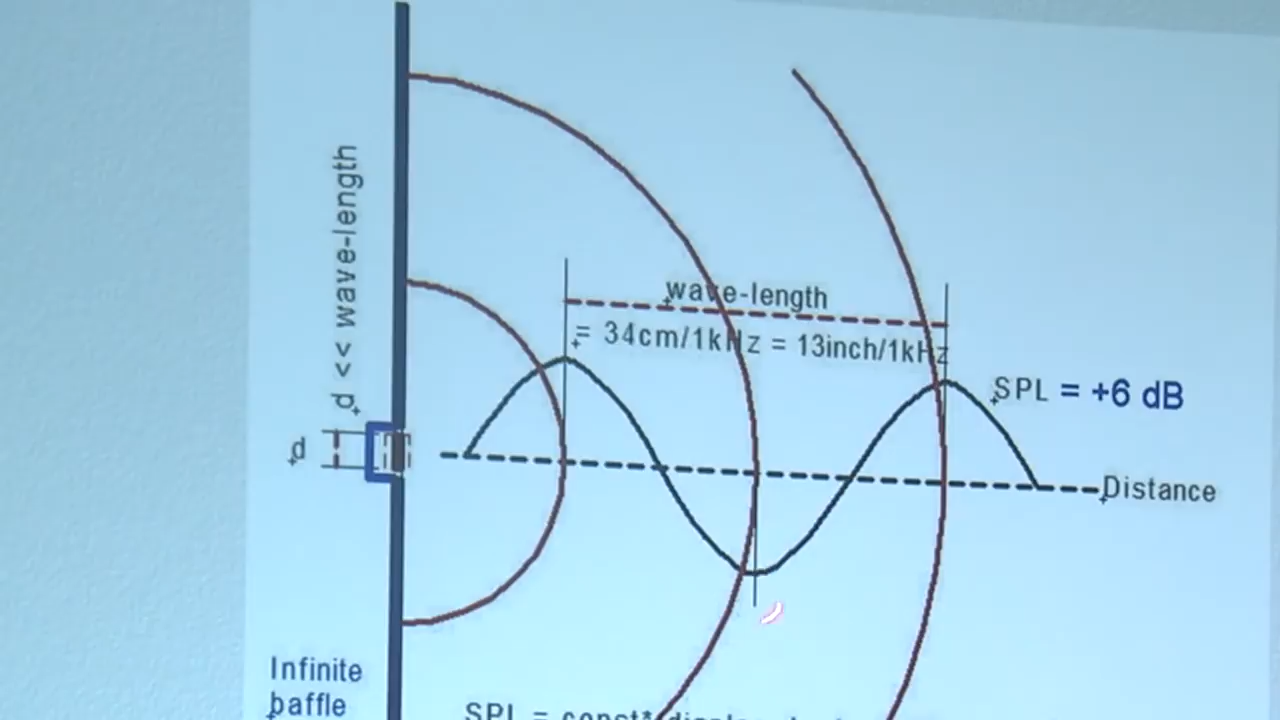 d << wave-length
wave-length
= 34cm/1kHz = 13inch/1kHz
SPL = +6 dB
d
Distance
Infinite
baffle
SPL = const*